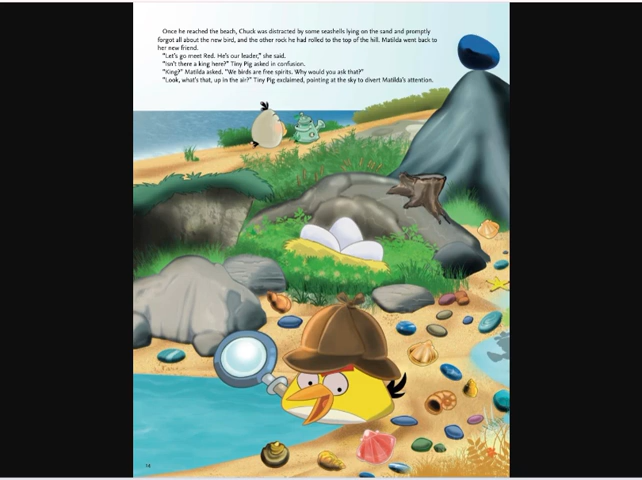 Once he reached the beach, Chuck was distracted by some seashells lying on the sand and promptly
forgot all about the new bird, and the other rock he had rolled to the top of the hill. Matilda went back to
her new friend.
"Let's go meet Red. He's our leader," she said.
"Isn't there a king here?" Tiny Pig asked in confusion.
"King?" Matilda asked. "We birds are free spirits. Why would you ask that?"
"Look, what's that, up in the air?" Tiny Pig exclaimed, pointing at the sky to divert Matilda's attention.
14